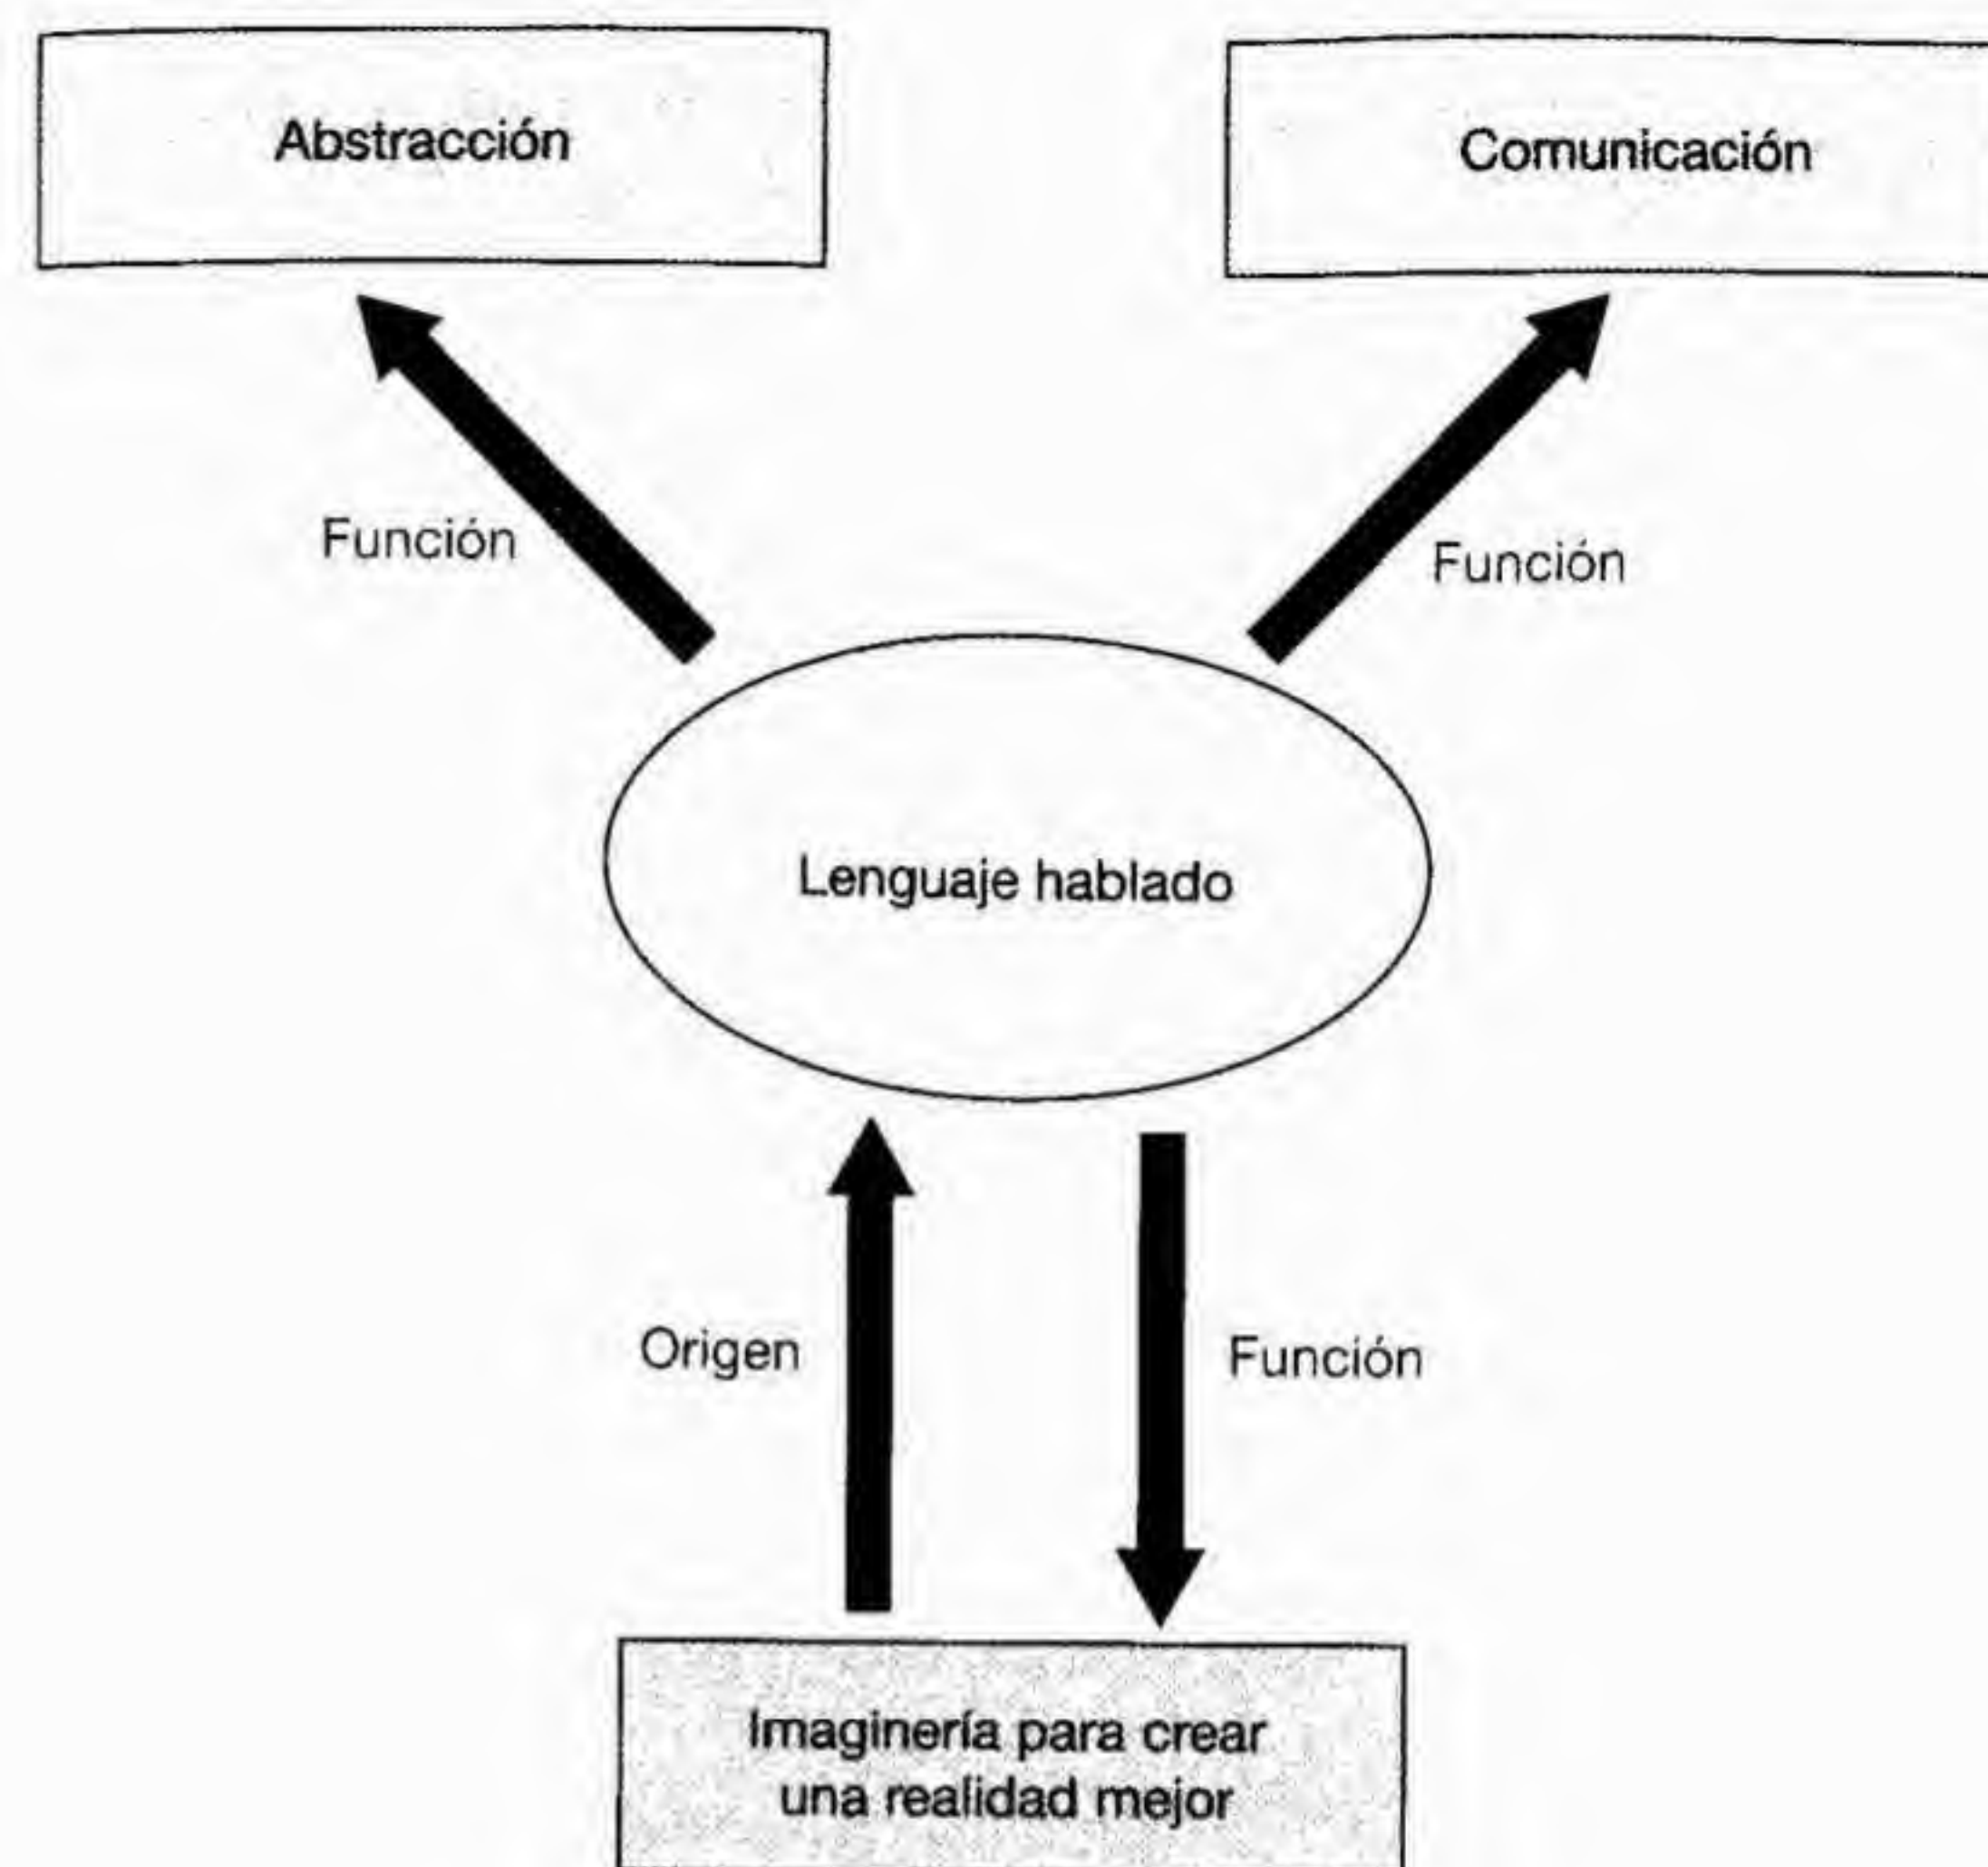 Abstracción
Comunicación
Función
Función
Lenguaje hablado
Origen
Función
Imaginería para crear
una realidad mejor